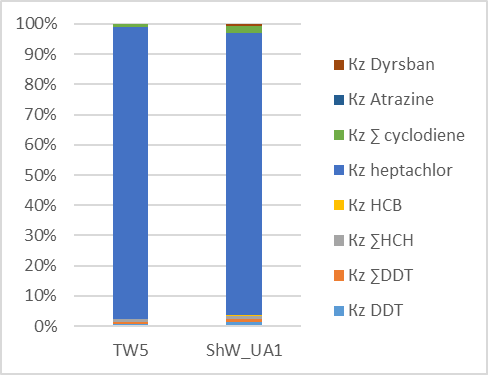 100%
90%
80%
70%
60%
50%
40%
30%
20%
10%
0%
TW5
ShW_UA1
Kz Dyrsban
Kz Atrazine
Kz ∑ cyclodiene
Kz heptachlor
Kz HCB
Kz ∑HCH
Kz ∑DDT
Kz DDT